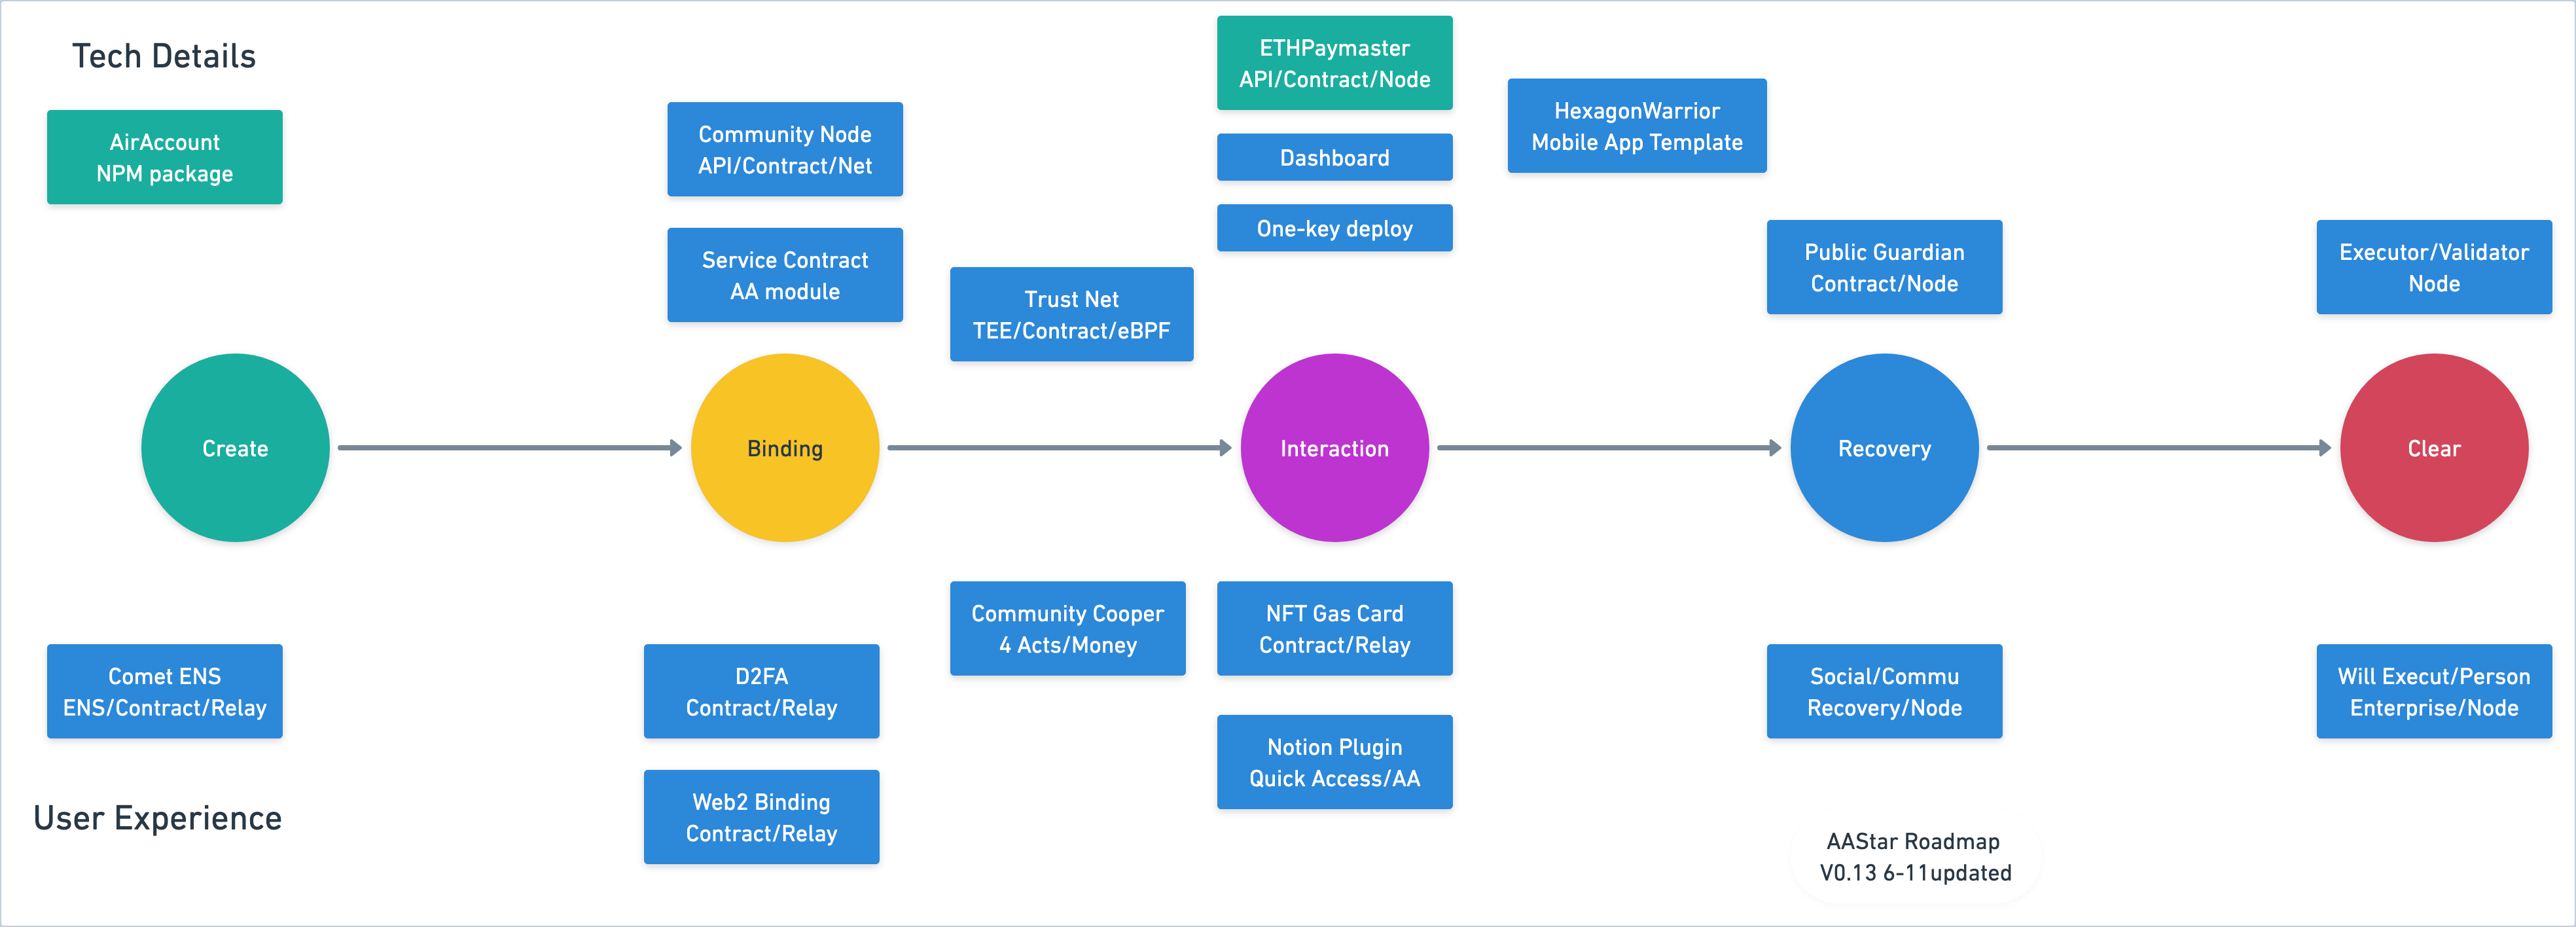 Tech Details
AirAccount
NPM package
Community Node
API/Contract/Net
Service Contract
AA module
Trust Net
TEE/Contract/eBPF
ETHPaymaster
API/Contract/Node
Dashboard
One-key deploy
HexagonWarrior
Mobile App Template
Public Guardian
Contract/Node
Executor/Validator
Node
Create
Binding
Interaction
Recovery
Clear
Comet ENS
ENS/Contract/Relay
D2FA
Contract/Relay
Web2 Binding
Contract/Relay
Community Cooper
4 Acts/Money
NFT Gas Card
Contract/Relay
Notion Plugin
Quick Access/AA
Social/Commu
Recovery/Node
Will Execut/Person
Enterprise/Node
User Experience
AAStar Roadmap
V0.13 6-11updated